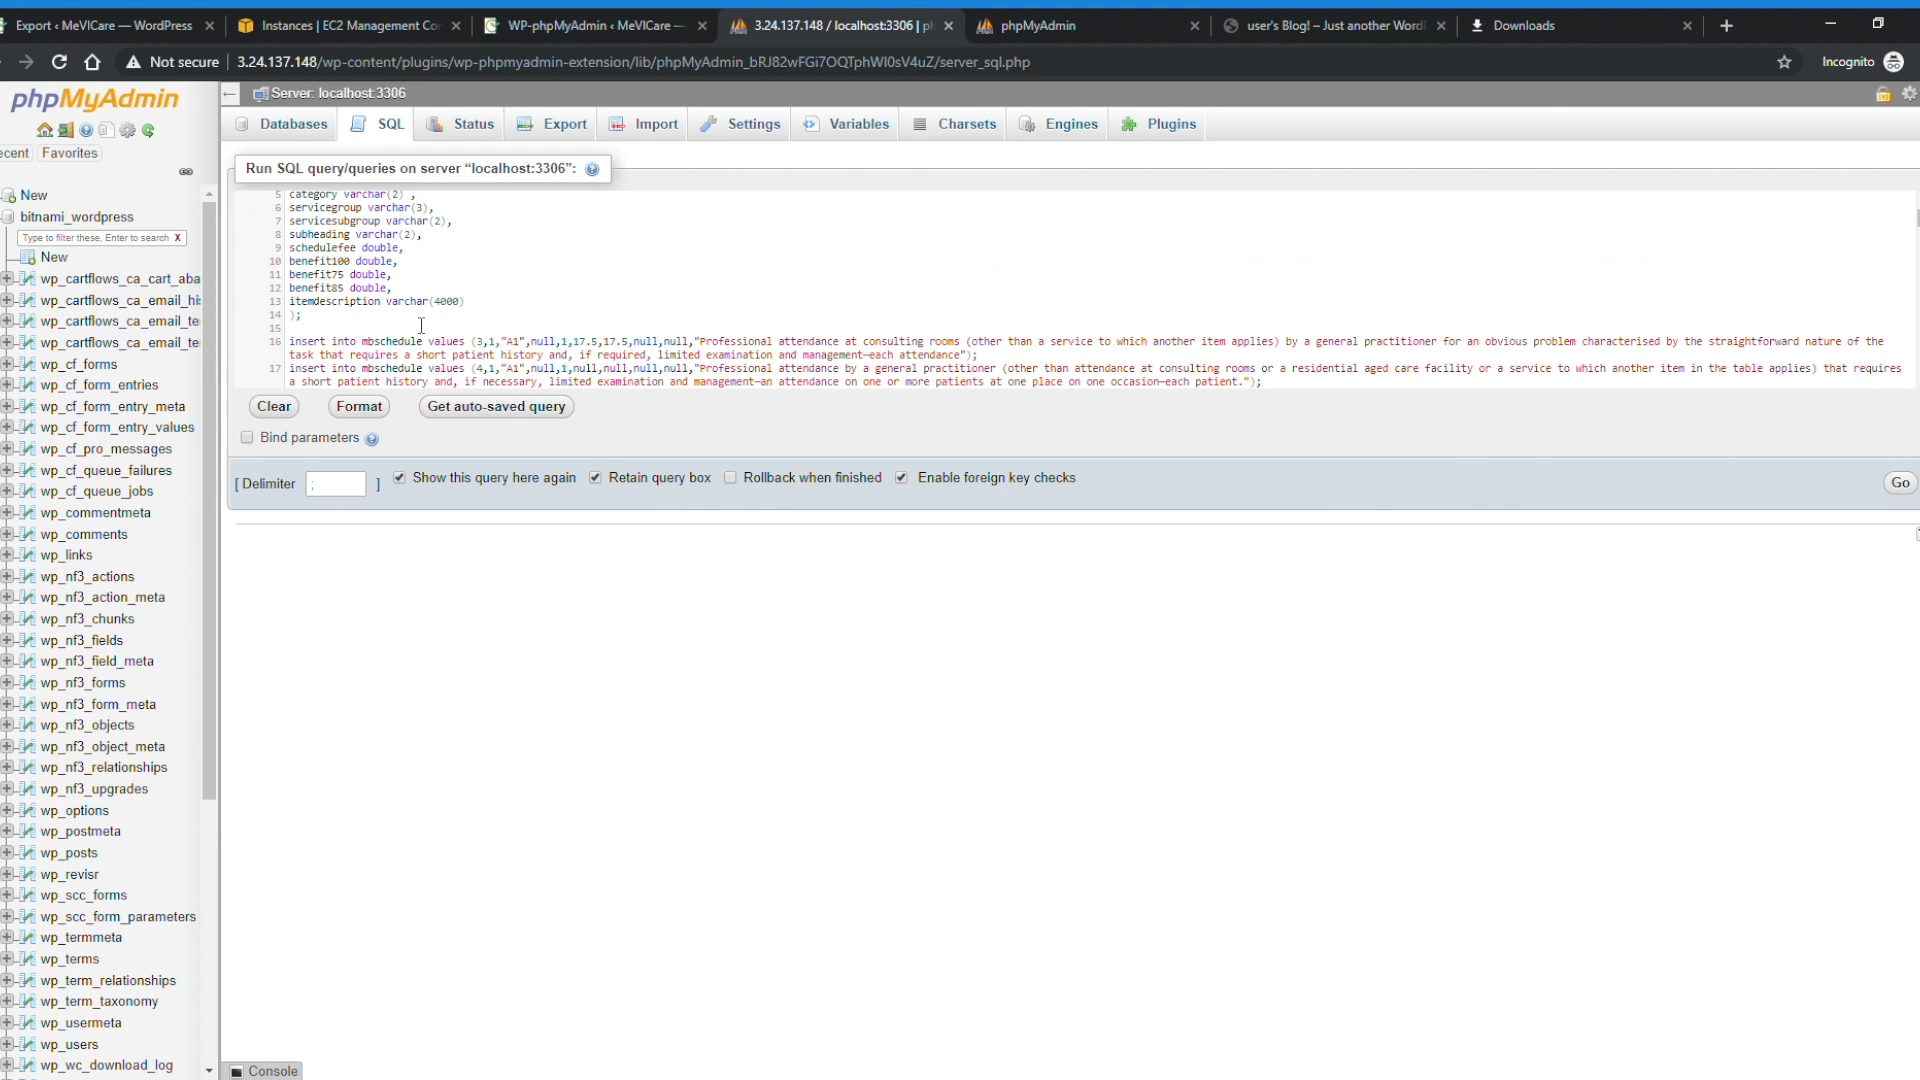 Export ‹ MeVICare — WordPress
Instances | EC2 Management Co
WP-phpMyAdmin ‹ MeVICare —
3.24.137.148 / localhost:3306 | ph
phpMyAdmin
user's Blog! – Just another Word
Downloads
Not secure
3.24.137.148/wp-content/plugins/wp-phpmyadmin-extension/lib/phpMyAdmin_bRJ82wFGi7OQTphWI0sV4uZ/server_sql.php
Incognito
phpMyAdmin
ecent Favorites
New
bitnami_wordpress
Type to filter these, Enter to search X
New
wp_cartflows_ca_cart_aba
wp_cartflows_ca_email_hi
wp_cartflows_ca_email_te
wp_cartflows_ca_email_te
wp_cf_forms
wp_cf_form_entries
wp_cf_form_entry_meta
wp_cf_form_entry_values
wp_cf_pro_messages
wp_cf_queue_failures
wp_cf_queue_jobs
wp_commentmeta
wp_comments
wp_links
wp_nf3_actions
wp_nf3_action_meta
wp_nf3_chunks
wp_nf3_fields
wp_nf3_field_meta
wp_nf3_forms
wp_nf3_form_meta
wp_nf3_objects
wp_nf3_object_meta
wp_nf3_relationships
wp_nf3_upgrades
wp_options
wp_postmeta
wp_posts
wp_revisr
wp_scc_forms
wp_scc_form_parameters
wp_termmeta
wp_terms
wp_term_relationships
wp_term_taxonomy
wp_usermeta
wp_users
wp_wc_download_log
Server: localhost:3306
Databases SQL Status Export Import Settings Variables Charsets Engines Plugins
Run SQL query/queries on server “localhost:3306”:
5 category varchar(2) ,
6 servicegroup varchar(3),
7 servicesubgroup varchar(2),
8 subheading varchar(2),
9 schedulefee double,
10 benefit100 double,
11 benefit75 double,
12 benefit85 double,
13 itemdescription varchar(4000)
14 );
15
16 insert into mbschedule values (3,1,"A1",null,1,17.5,17.5,null,null,"Professional attendance at consulting rooms (other than a service to which another item applies) by a general practitioner for an obvious problem characterised by the straightforward nature of the
task that requires a short patient history and, if required, limited examination and management—each attendance");
17 insert into mbschedule values (4,1,"A1",null,1,null,null,null,null,"Professional attendance by a general practitioner (other than attendance at consulting rooms or a residential aged care facility or a service to which another item in the table applies) that requires
a short patient history and, if necessary, limited examination and management—an attendance on one or more patients at one place on one occasion—each patient.");
Clear Format Get auto-saved query
Bind parameters
[ Delimiter ; ] Show this query here again Retain query box Rollback when finished Enable foreign key checks
Go
Console